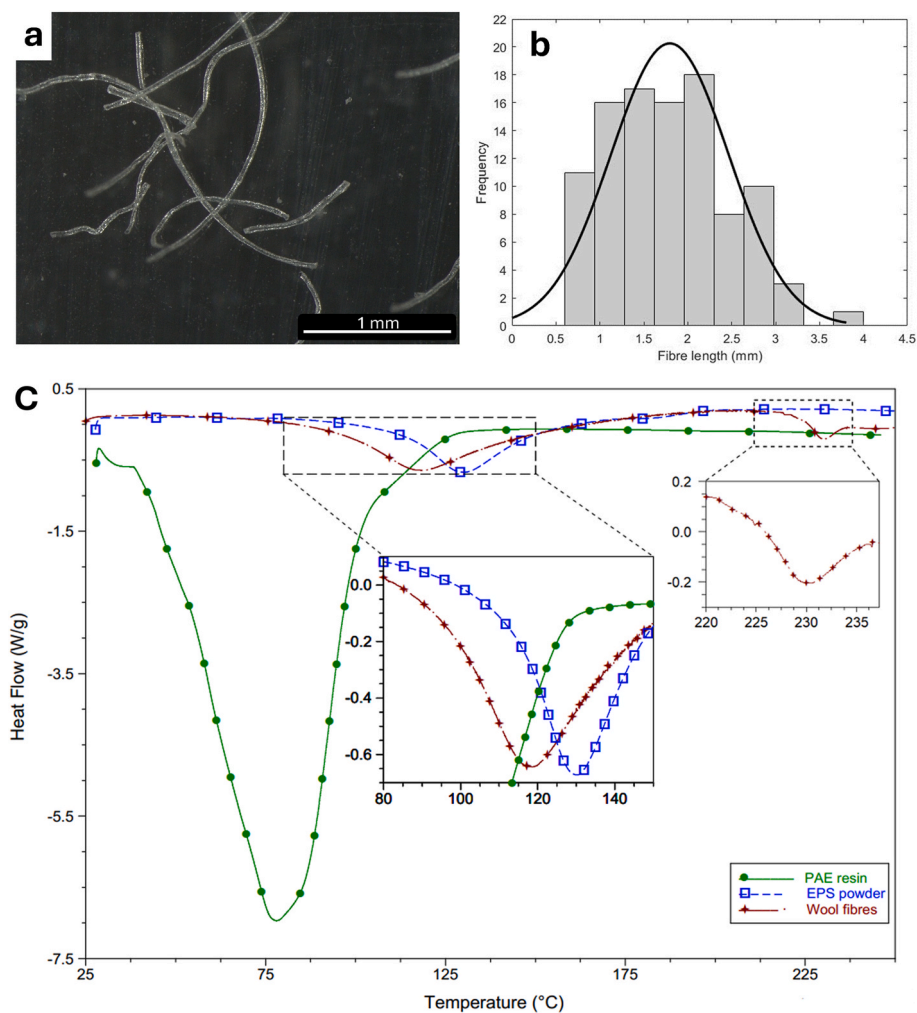 a
1 mm
b
22
20
18
16
14
12
10
8
6
4
2
0
Frequency
0 0.5 1 1.5 2 2.5 3 3.5 4 4.5
Fibre length (mm)
C
0.5
-1.5
-3.5
-5.5
-7.5
Heat Flow (W/g)
25 75 125 175 225
Temperature (°C)
0.0
-0.2
-0.4
-0.6
80 100 120 140
0.2
0.0
-0.2
220 225 230 235
PAE resin
EPS powder
Wool fibres